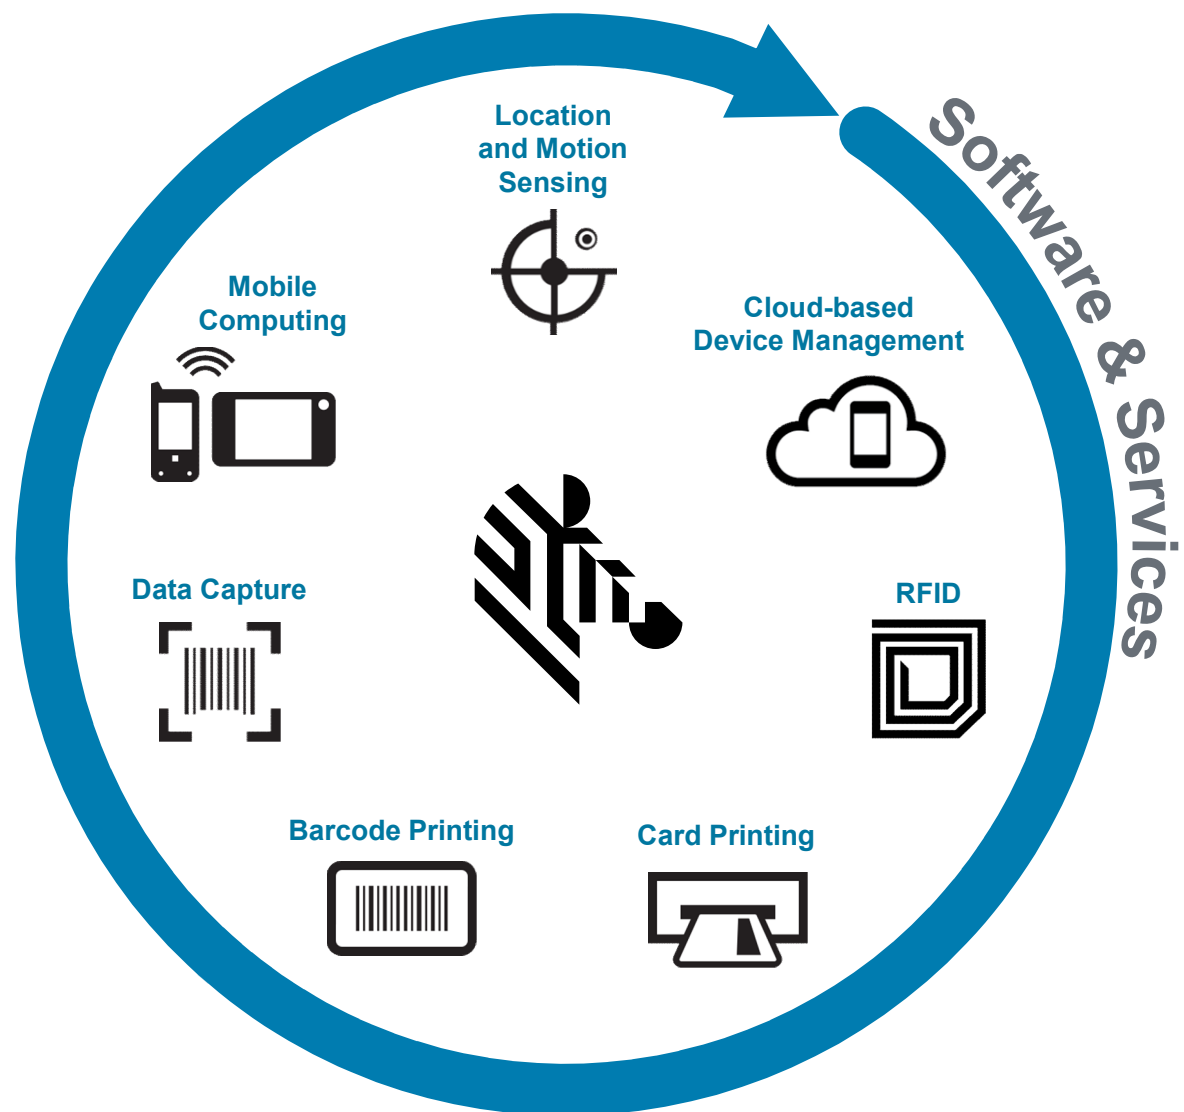 Location
and Motion
Sensing
Software & Services
Mobile
Computing
Cloud-based
Device Management
Data Capture
RFID
Barcode Printing
Card Printing